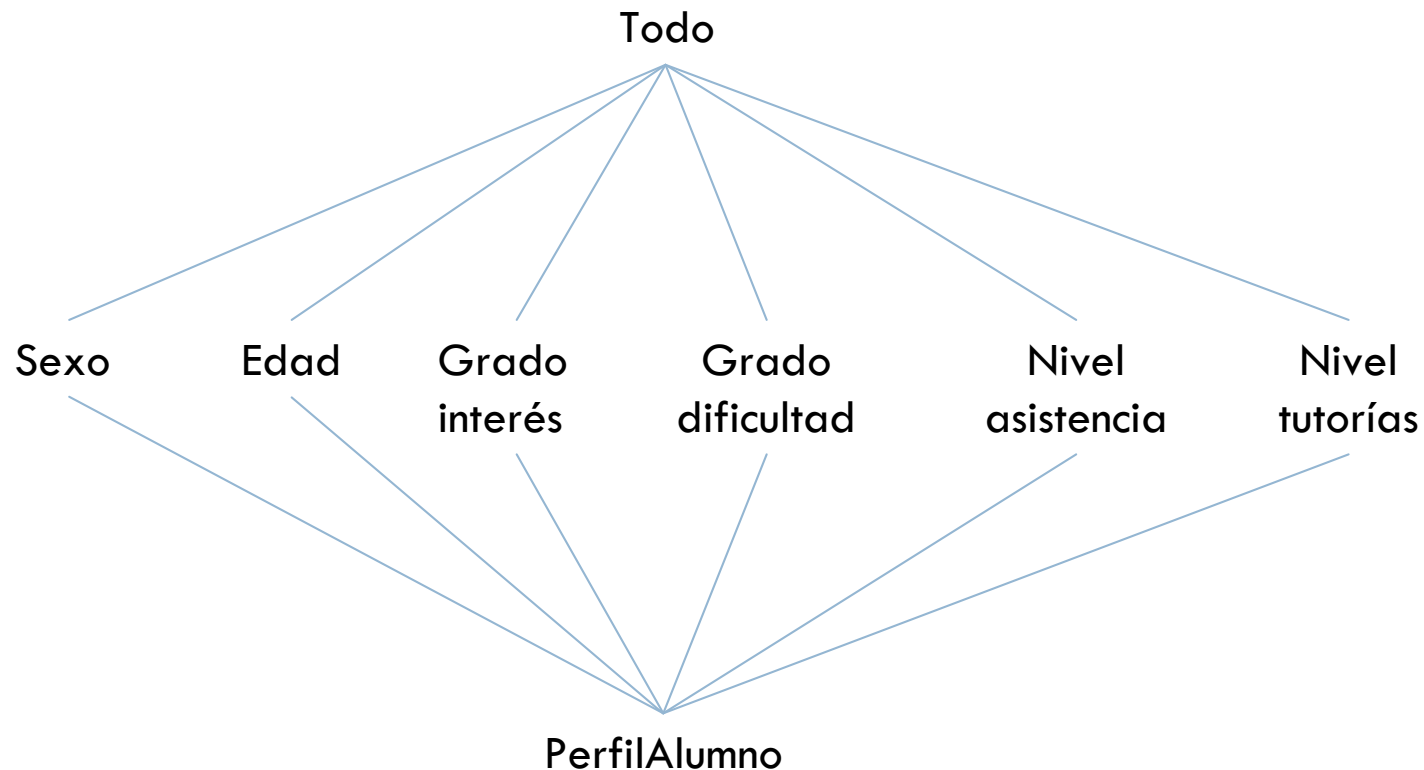 Todo
Sexo
Edad
Grado
interés
Grado
dificultad
Nivel
asistencia
Nivel
tutorías
PerfilAlumno